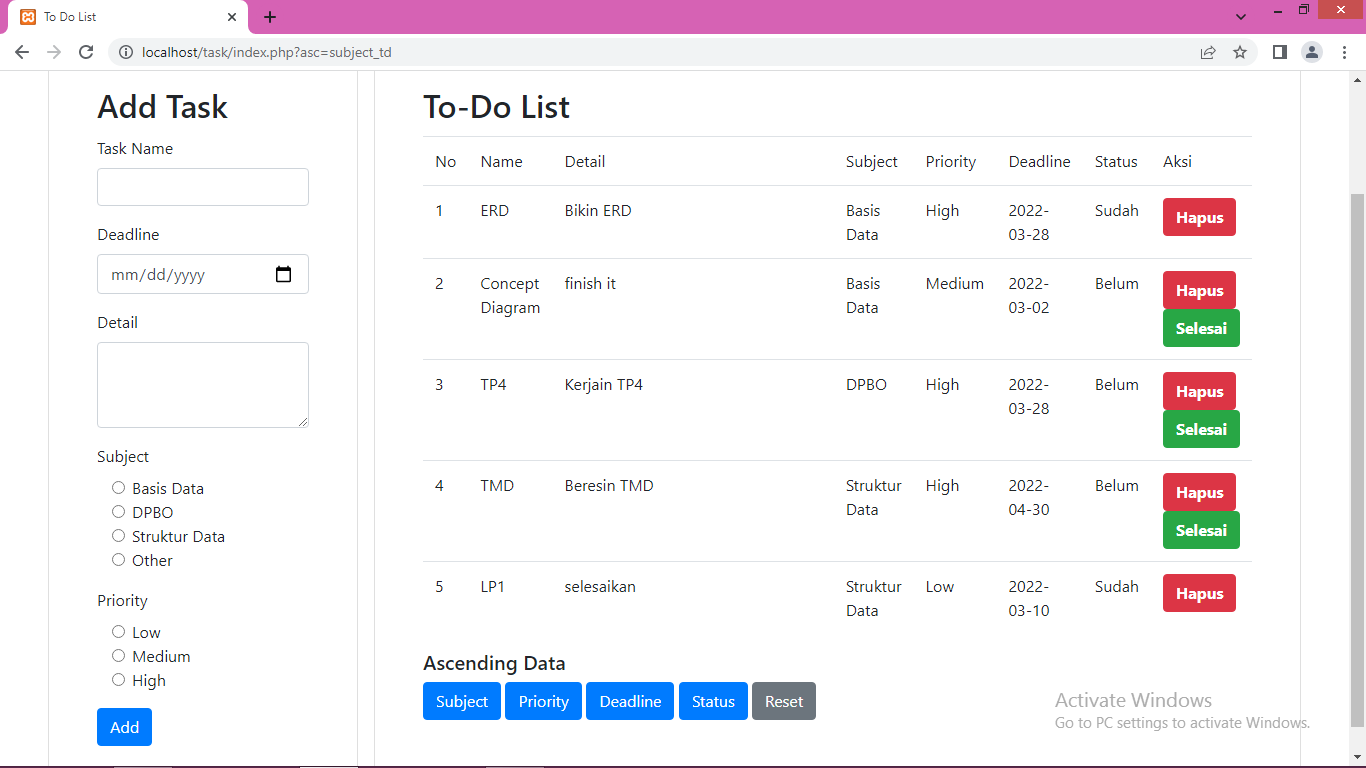 To Do List
localhost/task/index.php?asc=subject_td
Add Task
Task Name
Deadline
mm/dd/yyyy
Detail
Subject
Basis Data
DPBO
Struktur Data
Other
Priority
Low
Medium
High
Add
To-Do List
No Name Detail Subject Priority Deadline Status Aksi
1 ERD Bikin ERD Basis High 2022- Sudah Hapus
Data 03-28
2 Concept finish it Basis Medium 2022- Belum Hapus
Diagram Data 03-02 Selesai
3 TP4 Kerjain TP4 DPBO High 2022- Belum Hapus
03-28 Selesai
4 TMD Beresin TMD Struktur High 2022- Belum Hapus
Data 04-30 Selesai
5 LP1 selesaikan Struktur Low 2022- Sudah Hapus
Data 03-10
Ascending Data
Subject Priority Deadline Status Reset
Activate Windows
Go to PC settings to activate Windows.